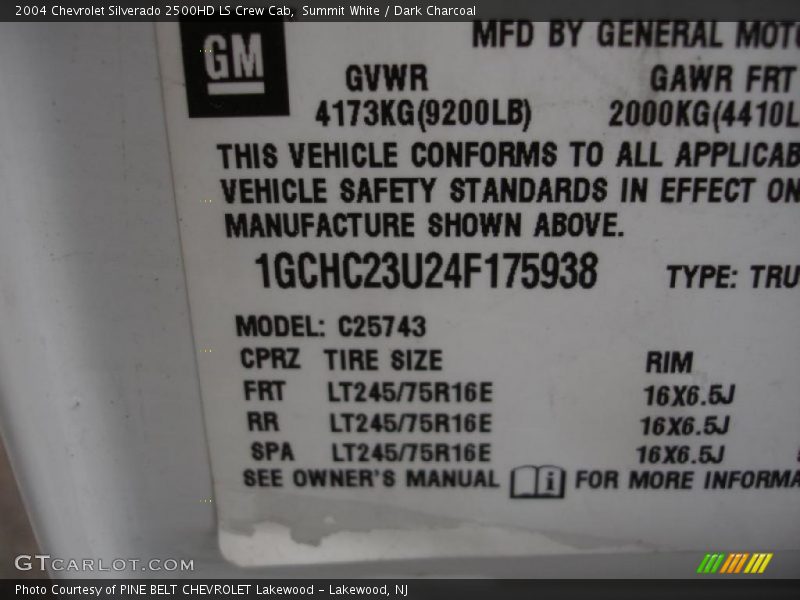 2004 Chevrolet Silverado 2500HD LS Crew Cab, Summit White / Dark Charcoal
MFD BY GENERAL MOTO
GM
GVWR GAWR FRT
4173KG(9200LB) 2000KG(4410L
THIS VEHICLE CONFORMS TO ALL APPLICAB
VEHICLE SAFETY STANDARDS IN EFFECT ON
MANUFACTURE SHOWN ABOVE.
1GCHC23U24F175938 TYPE: TRU
MODEL: C25743
CPRZ TIRE SIZE RIM
FRT LT245/75R16E 16X6.5J
RR LT245/75R16E 16X6.5J
SPA LT245/75R16E 16X6.5J
SEE OWNER'S MANUAL i FOR MORE INFORMA
GTCARLOT.COM
Photo Courtesy of PINE BELT CHEVROLET Lakewood - Lakewood, NJ